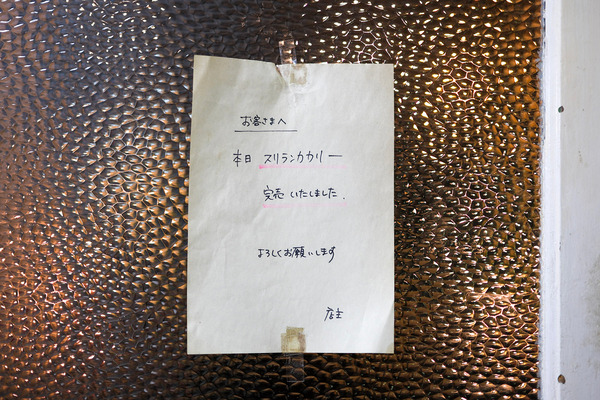 お客さまへ
本日 スリランカカリー
完売いたしました.
よろしくお願いします
店主